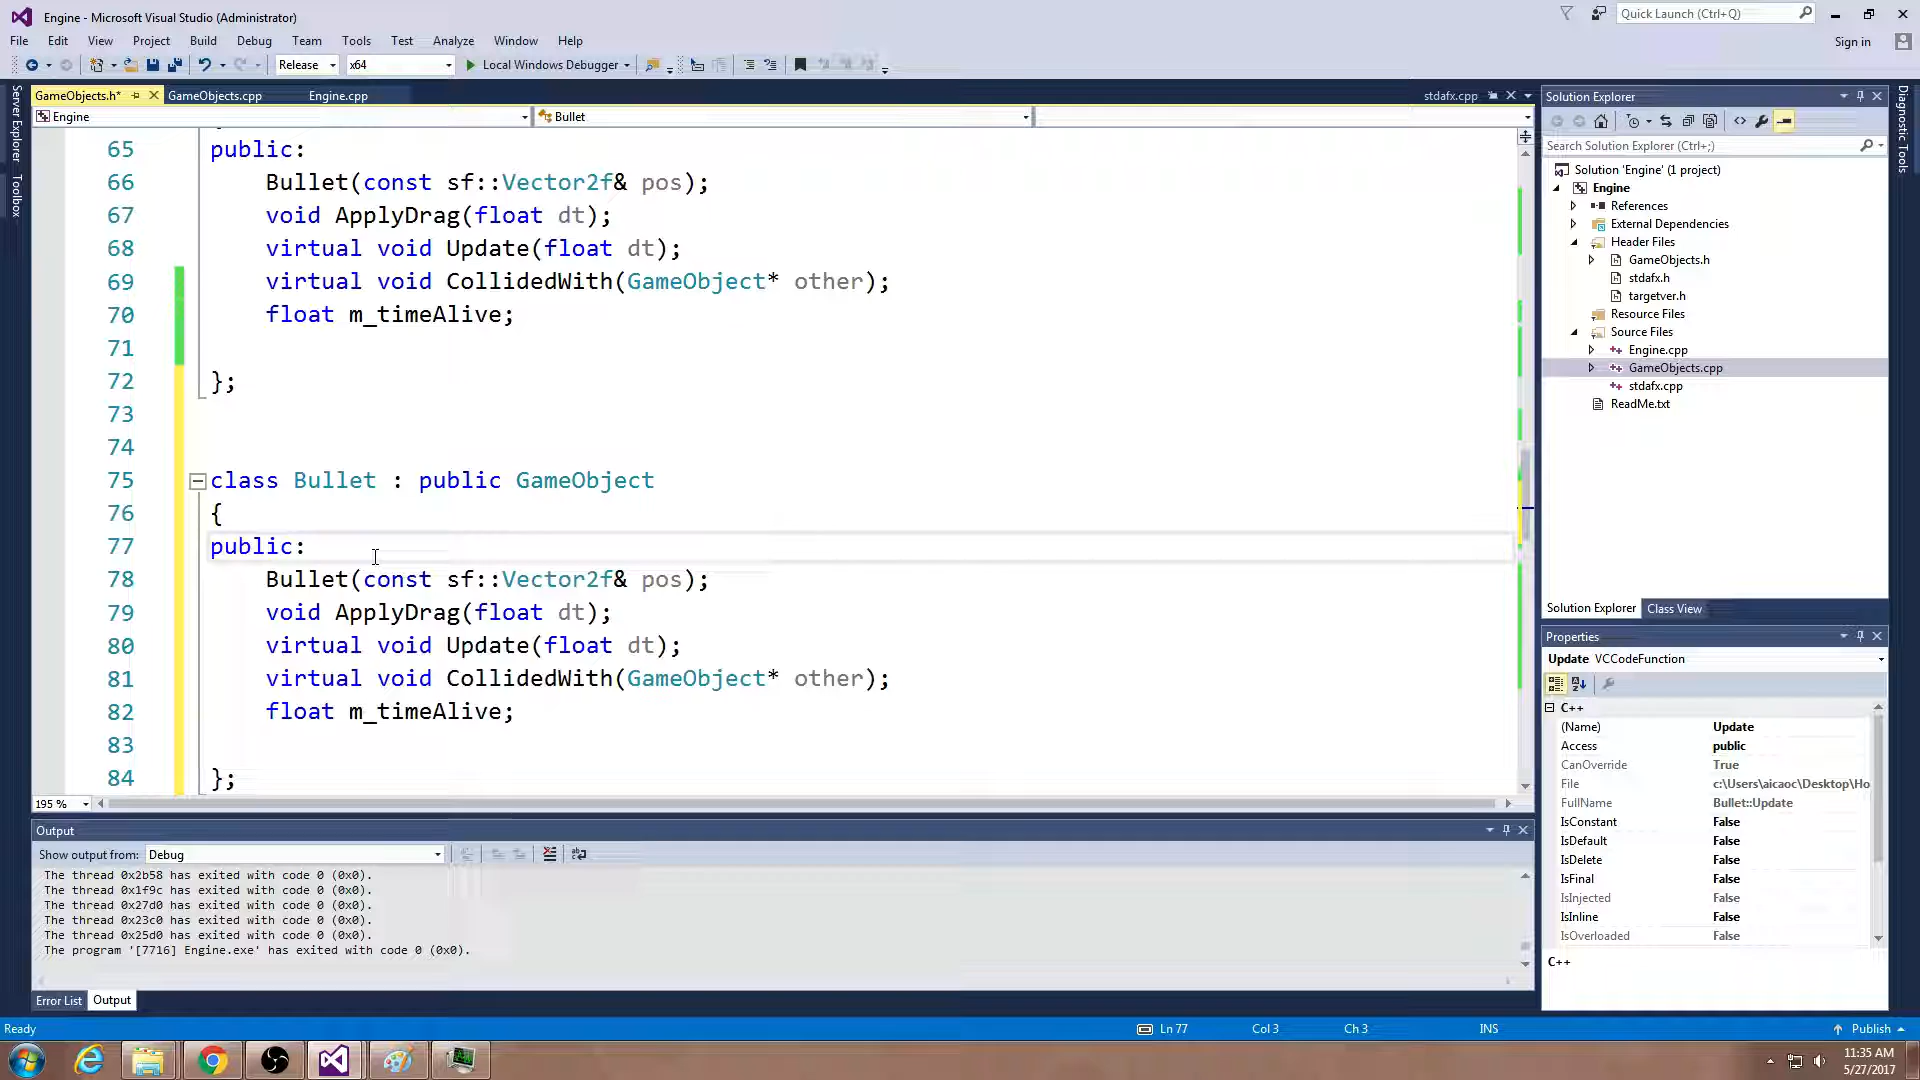 Engine - Microsoft Visual Studio (Administrator)
Quick Launch (Ctrl+Q)
File Edit View Project Build Debug Team Tools Test Analyze Window Help
Sign in
Release x64 Local Windows Debugger
Server Explorer
Toolbox
GameObjects.h* GameObjects.cpp Engine.cpp stdafx.cpp
Engine Bullet
65 public:
66 Bullet(const sf::Vector2f& pos);
67 void ApplyDrag(float dt);
68 virtual void Update(float dt);
69 virtual void CollidedWith(GameObject* other);
70 float m_timeAlive;
71
72 };
73
74
75 class Bullet : public GameObject
76 {
77 public:
78 Bullet(const sf::Vector2f& pos);
79 void ApplyDrag(float dt);
80 virtual void Update(float dt);
81 virtual void CollidedWith(GameObject* other);
82 float m_timeAlive;
83
84 };
195 %
Output
Show output from: Debug
The thread 0x2b58 has exited with code 0 (0x0).
The thread 0x1f9c has exited with code 0 (0x0).
The thread 0x27d0 has exited with code 0 (0x0).
The thread 0x23c0 has exited with code 0 (0x0).
The thread 0x25d0 has exited with code 0 (0x0).
The program '[7716] Engine.exe' has exited with code 0 (0x0).
Error List Output
Solution Explorer
Search Solution Explorer (Ctrl+;)
Solution 'Engine' (1 project)
Engine
References
External Dependencies
Header Files
GameObjects.h
stdafx.h
targetver.h
Resource Files
Source Files
Engine.cpp
GameObjects.cpp
stdafx.cpp
ReadMe.txt
Solution Explorer Class View
Properties
Update VCCodeFunction
C++
(Name) Update
Access public
CanOverride True
File c:\Users\aicaoc\Desktop\Ho
FullName Bullet::Update
IsConstant False
IsDefault False
IsDelete False
IsFinal False
IsInjected False
IsInline False
IsOverloaded False
C++
Diagnostic Tools
Ready Ln 77 Col 3 Ch 3 INS Publish
11:35 AM
5/27/2017